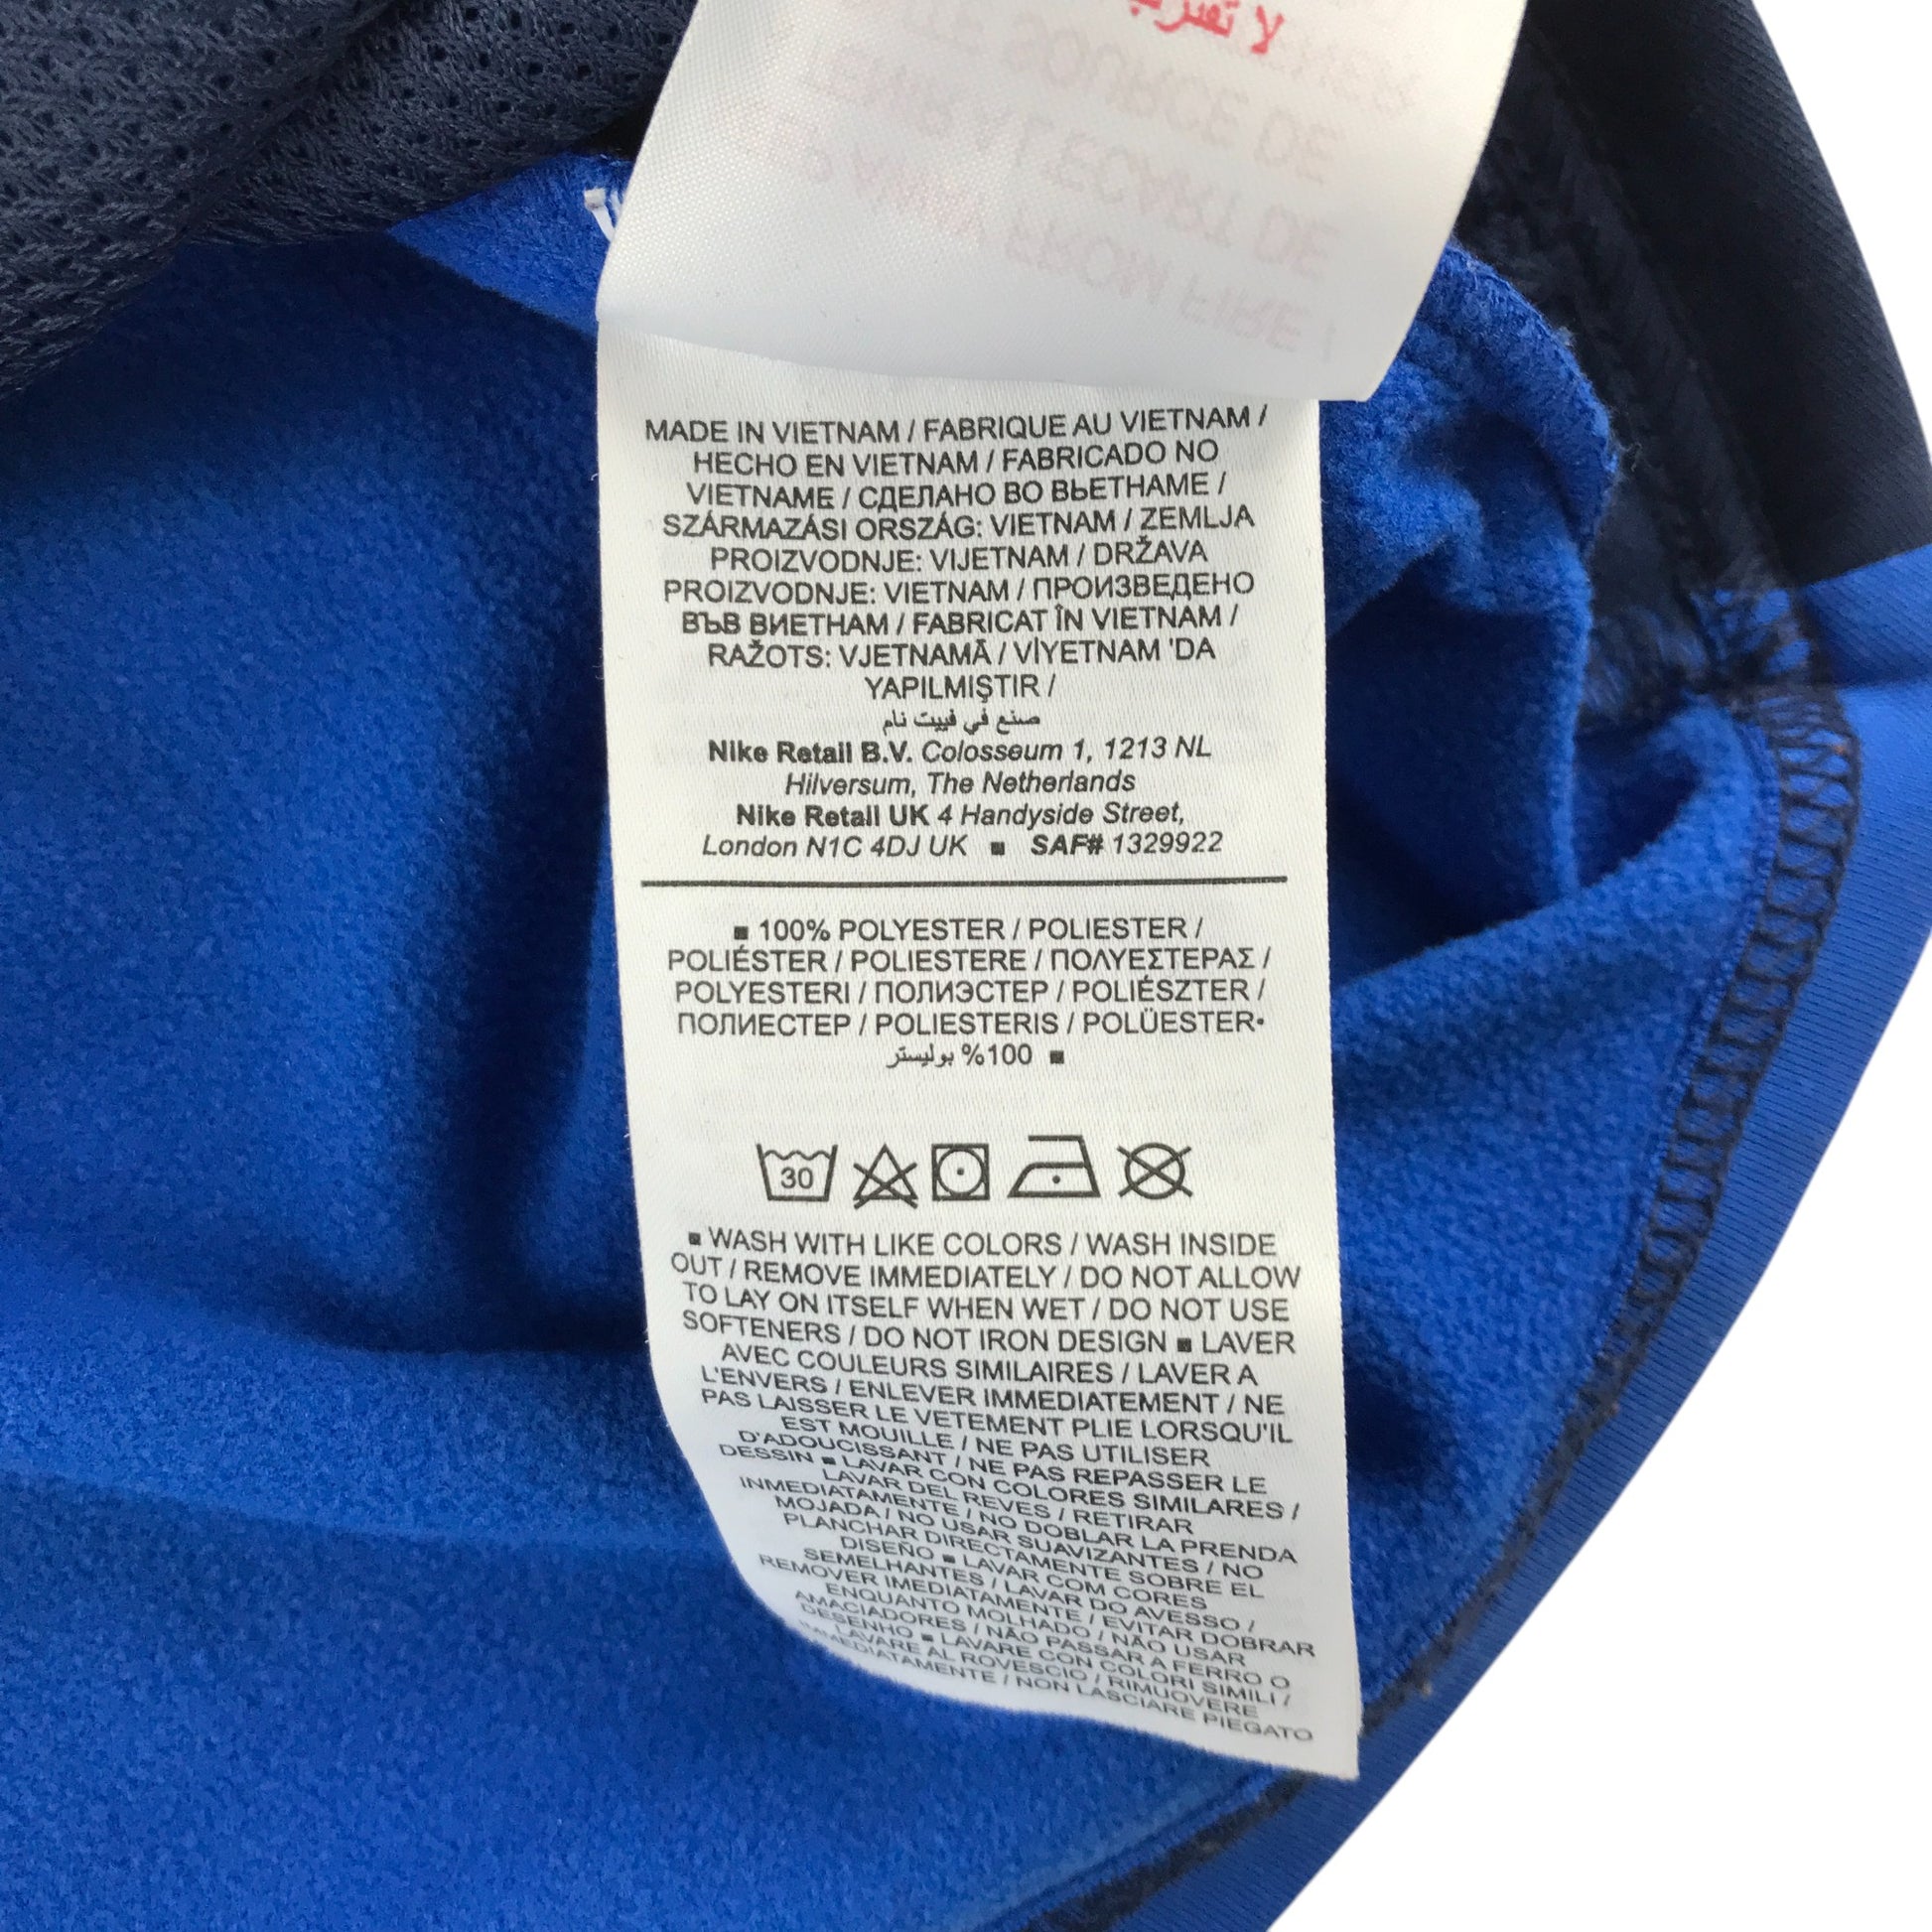 لا تقترب
MADE IN VIETNAM / FABRIQUE AU VIETNAM /
HECHO EN VIETNAM / FABRICADO NO
VIETNAME / СДЕЛАНО ВО ВЬЕТНАМЕ /
SZÁRMAZÁSI ORSZÁG: VIETNAM / ZEMLJA
PROIZVODNJE: VIJETNAM / DRŽAVA
PROIZVODNJE: VIETNAM / ПРОИЗВЕДЕНО
ВЪВ ВИЕТНАМ / FABRICAT ÎN VIETNAM /
RAŽOTS: VJETNAMĀ / VİYETNAM 'DA
YAPILMIŞTIR /
صنع في فييت نام
Nike Retail B.V. Colosseum 1, 1213 NL
Hilversum, The Netherlands
Nike Retail UK 4 Handyside Street,
London N1C 4DJ UK ■ SAF# 1329922
■ 100% POLYESTER / POLIESTER /
POLIÉSTER / POLIESTERE / ΠΟΛΥΕΣΤΕΡΑΣ /
POLYESTERI / ПОЛИЭСТЕР / POLIÉSZTER /
ПОЛИЕСТЕР / POLIESTERIS / POLÜESTER•
■ 100% بوليستر
30
■ WASH WITH LIKE COLORS / WASH INSIDE
OUT / REMOVE IMMEDIATELY / DO NOT ALLOW
TO LAY ON ITSELF WHEN WET / DO NOT USE
SOFTENERS / DO NOT IRON DESIGN ■ LAVER
AVEC COULEURS SIMILAIRES / LAVER A
L'ENVERS / ENLEVER IMMEDIATEMENT / NE
PAS LAISSER LE VETEMENT PLIE LORSQU'IL
EST MOUILLE / NE PAS UTILISER
D'ADOUCISSANT / NE PAS REPASSER LE
DESSIN ■ LAVAR CON COLORES SIMILARES /
LAVAR DEL REVES / RETIRAR
INMEDIATAMENTE / NO DOBLAR LA PRENDA
MOJADA / NO USAR SUAVIZANTES / NO
PLANCHAR DIRECTAMENTE SOBRE EL
DISEÑO ■ LAVAR COM CORES
SEMELHANTES / LAVAR DO AVESSO /
REMOVER IMEDIATAMENTE / EVITAR DOBRAR
ENQUANTO MOLHADO / NÃO USAR
AMACIADORES / NÃO PASSAR A FERRO O
DESENHO ■ LAVARE CON COLORI SIMILI /
LAVARE AL ROVESCIO / RIMUOVERE
IMMEDIATAMENTE / NON LASCIARE PIEGATO